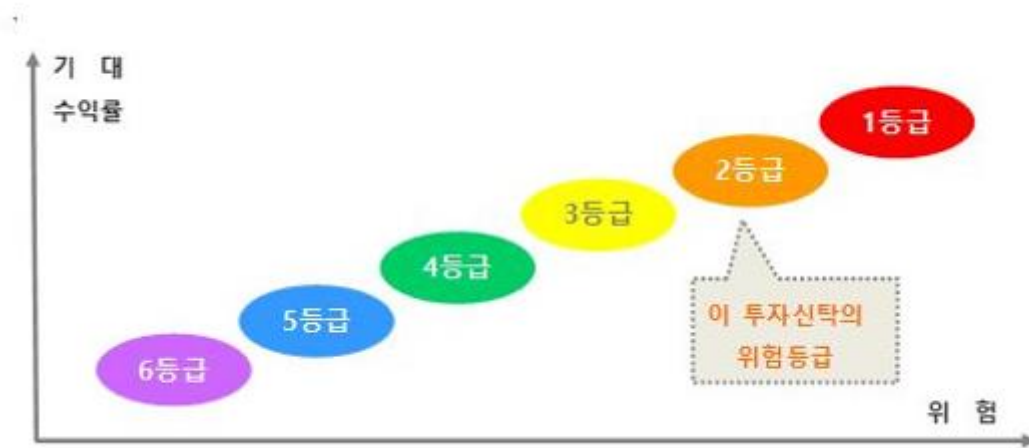 기 대
수익률
1등급
2등급
3등급
4등급
5등급
6등급
이 투자신탁의
위험등급
위 험